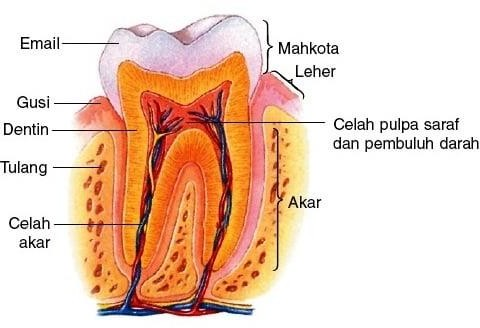 Email
Gusi
Dentin
Tulang
Celah
akar
Mahkota
Leher
Celah pulpa saraf
dan pembuluh darah
Akar